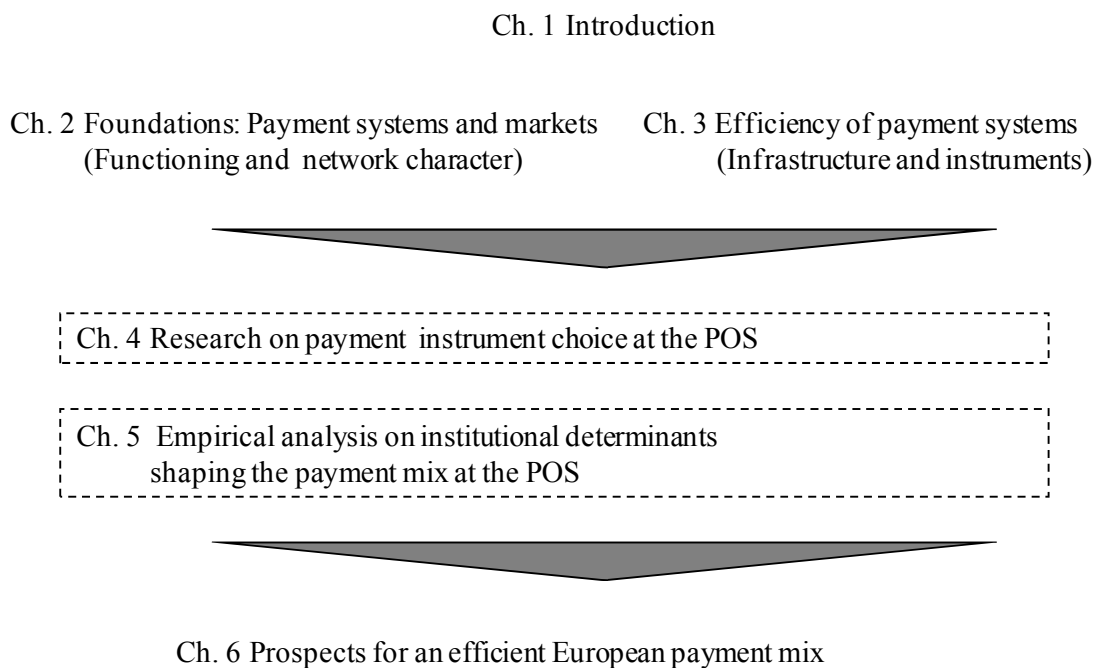 Ch. 1 Introduction
Ch. 2 Foundations: Payment systems and markets
(Functioning and network character)
Ch. 3 Efficiency of payment systems
(Infrastructure and instruments)
Ch. 4 Research on payment instrument choice at the POS
Ch. 5 Empirical analysis on institutional determinants
shaping the payment mix at the POS
Ch. 6 Prospects for an efficient European payment mix